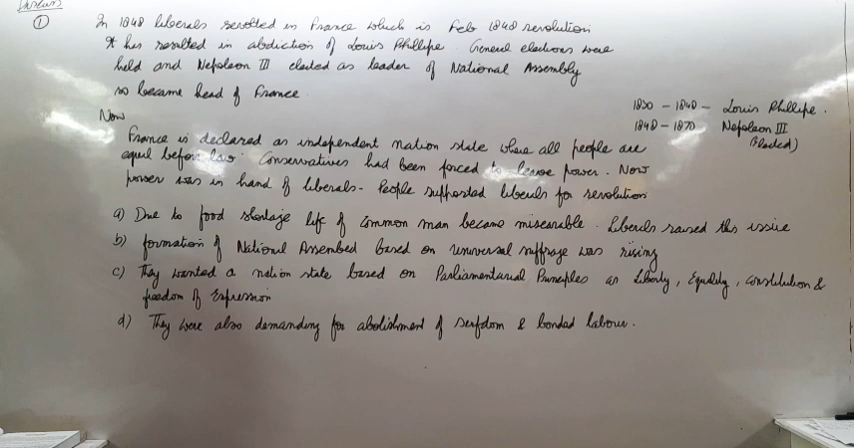 ①
In 1848 liberals revolted in France which is Feb 1848 revolution
It has resulted in abdiction of Louis Phillipe. General elections were
held and Nepoleon III elected as leader of National Assembly
so became head of France
1830 - 1848 - Louis Phillipe.
1848 - 1870 Nepoleon III
(Elected)
Now
France is declared as independent nation state where all people are
equal before law. Conservatives had been forced to leave power. Now
power was in hand of liberals - People supported liberals for revolution
a) Due to food shortage life of common man became misearable. Liberals raised this issue
b) formation of National Assembed based on universal suffrage was rising
c) They wanted a nation state based on Parliamentarial Principles as Liberty, Equality, constitution &
freedom of Expression
d) They were also demanding for abolishment of serfdom & bonded labour.